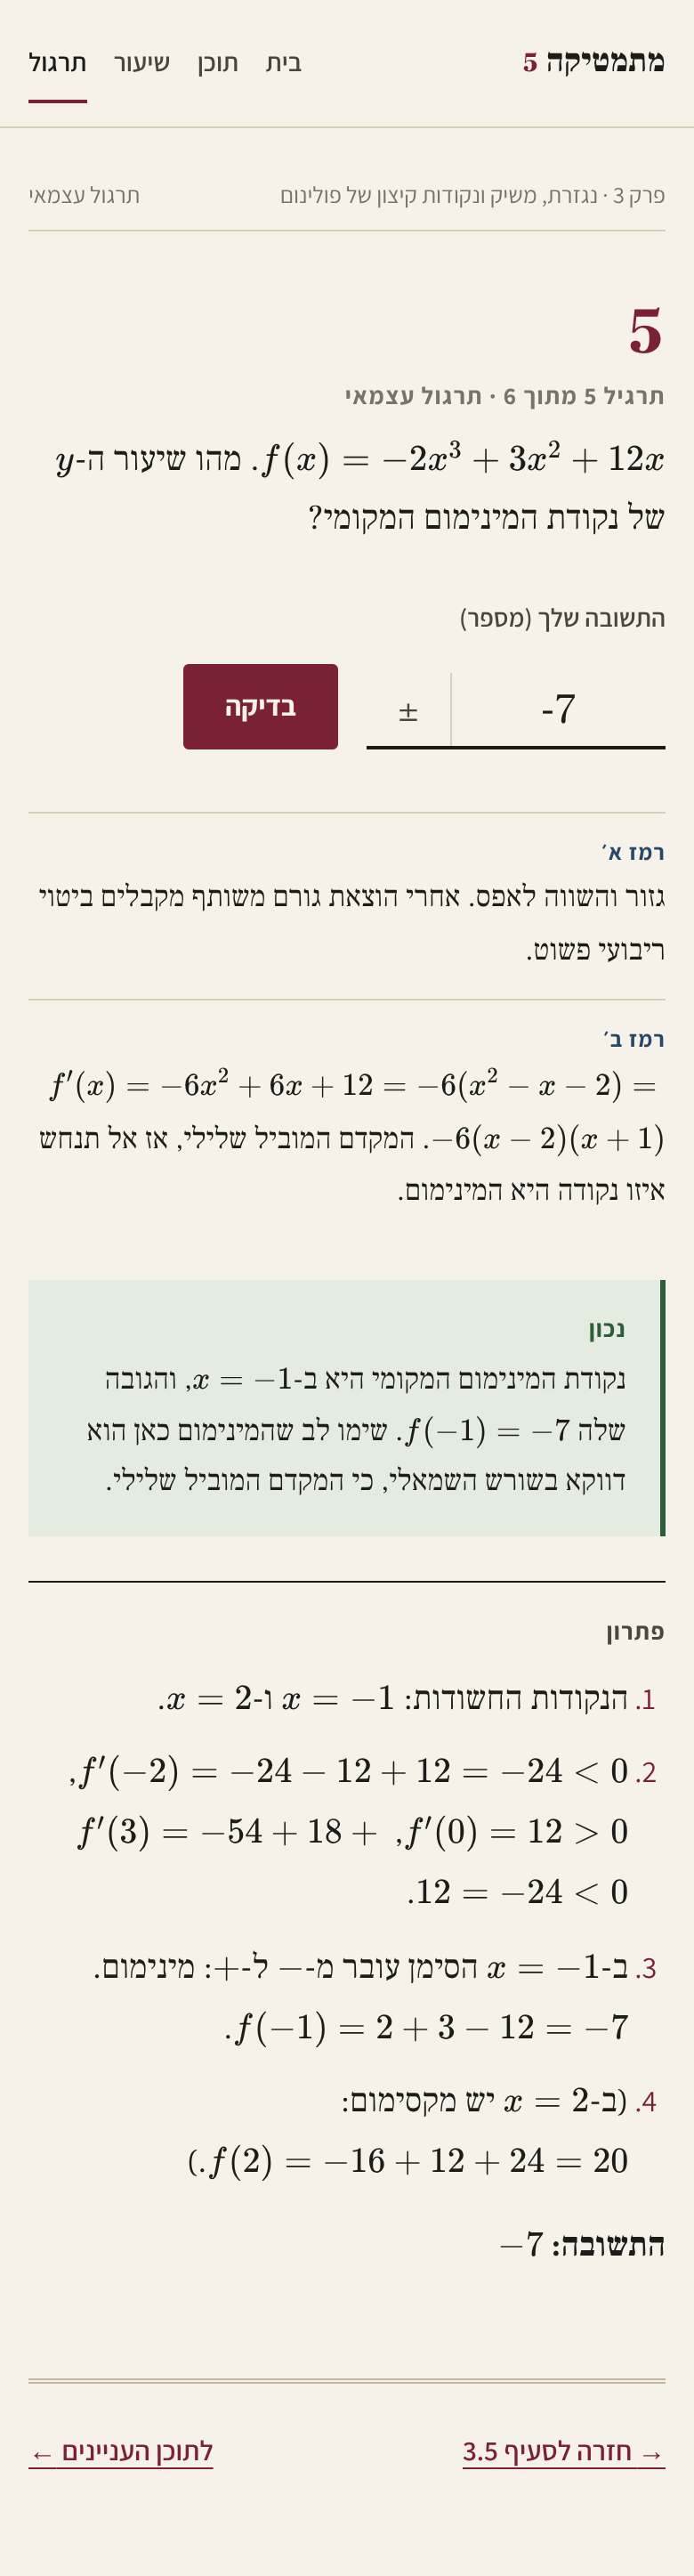 מתמטיקה 5
בית תוכן שיעור תרגול
פרק 3 · נגזרת, משיק ונקודות קיצון של פולינום
תרגול עצמאי
5
תרגיל 5 מתוך 6 · תרגול עצמאי
f(x) = −2x³ + 3x² + 12x. מהו שיעור ה-y
של נקודת המינימום המקומי?
התשובה שלך (מספר)
-7 ± בדיקה
רמז א׳
גזור והשווה לאפס. אחרי הוצאת גורם משותף מקבלים ביטוי
ריבועי פשוט.
רמז ב׳
f′(x) = −6x² + 6x + 12 = −6(x² − x − 2) =
−6(x − 2)(x + 1). המקדם המוביל שלילי, אז אל תנחש
איזו נקודה היא המינימום.
נכון
נקודת המינימום המקומי היא ב-x = −1, והגובה
שלה f(−1) = −7. שימו לב שהמינימום כאן הוא
דווקא בשורש השמאלי, כי המקדם המוביל שלילי.
פתרון
1. הנקודות החשודות: x = −1 ו-x = 2.
2. f′(−2) = −24 − 12 + 12 = −24 < 0,
f′(0) = 12 > 0, f′(3) = −54 + 18 +
12 = −24 < 0.
3. ב-x = −1 הסימן עובר מ-− ל-+: מינימום.
f(−1) = 2 + 3 − 12 = −7.
4. (ב-x = 2 יש מקסימום:
f(2) = −16 + 12 + 24 = 20.)
התשובה: −7
→ חזרה לסעיף 3.5
לתוכן העניינים ←